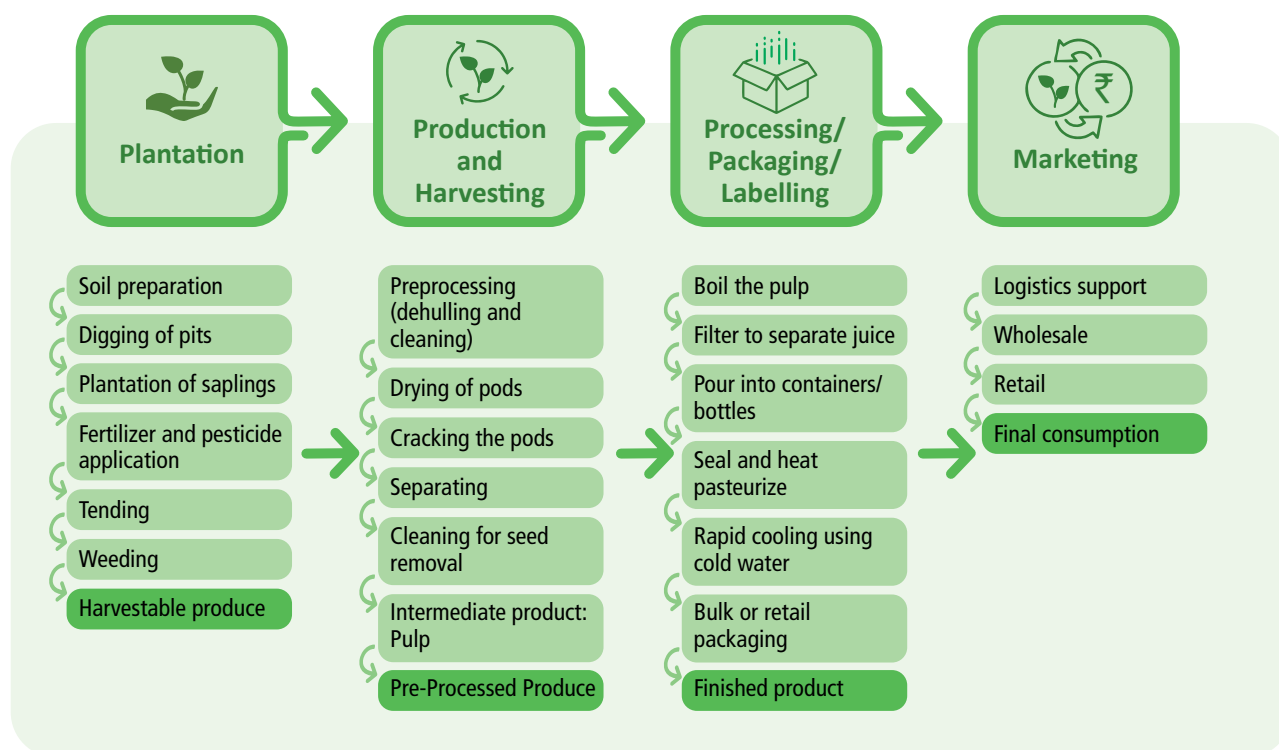 Plantation
Production
and
Harvesting
Processing/
Packaging/
Labelling
₹
Marketing
Soil preparation
Digging of pits
Plantation of saplings
Fertilizer and pesticide
application
Tending
Weeding
Harvestable produce
Preprocessing
(dehulling and
cleaning)
Drying of pods
Cracking the pods
Separating
Cleaning for seed
removal
Intermediate product:
Pulp
Pre-Processed Produce
Boil the pulp
Filter to separate juice
Pour into containers/
bottles
Seal and heat
pasteurize
Rapid cooling using
cold water
Bulk or retail
packaging
Finished product
Logistics support
Wholesale
Retail
Final consumption